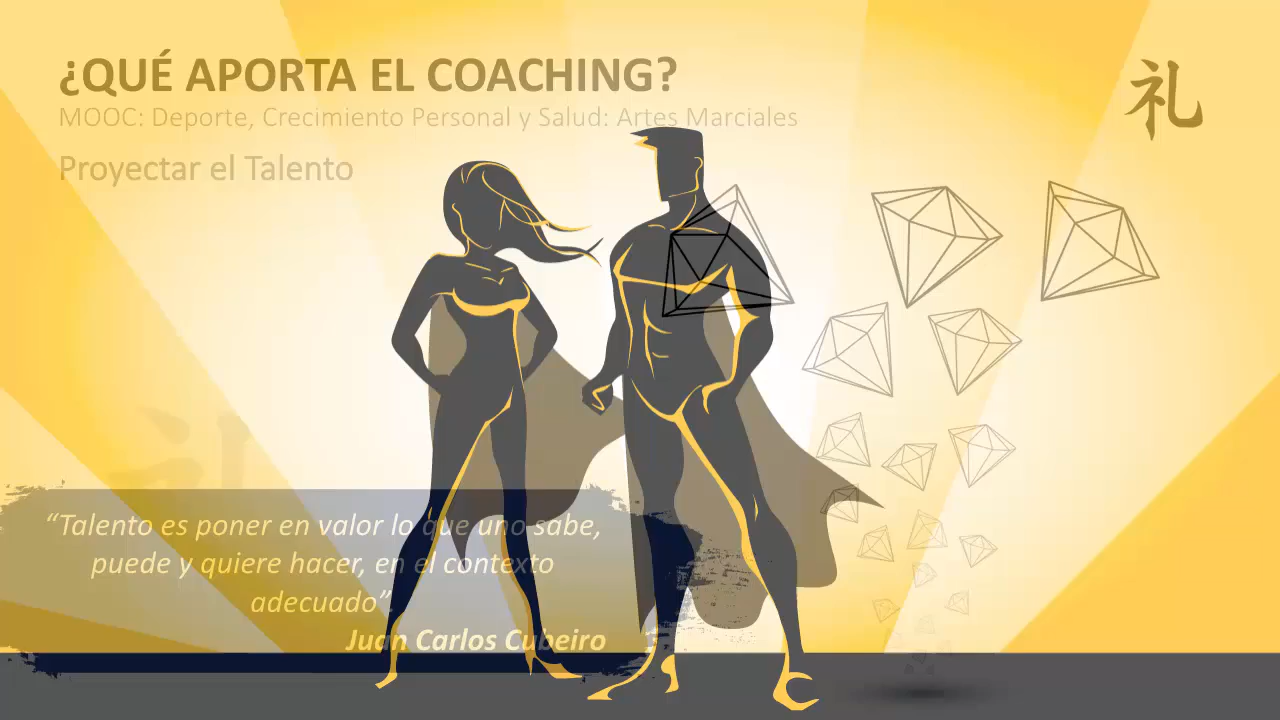 ¿QUÉ APORTA EL COACHING?
MOOC: Deporte, Crecimiento Personal y Salud: Artes Marciales
Proyectar el Talento
礼
“Talento es poner en valor lo que uno sabe,
puede y quiere hacer, en el contexto
adecuado”
Juan Carlos Cubeiro